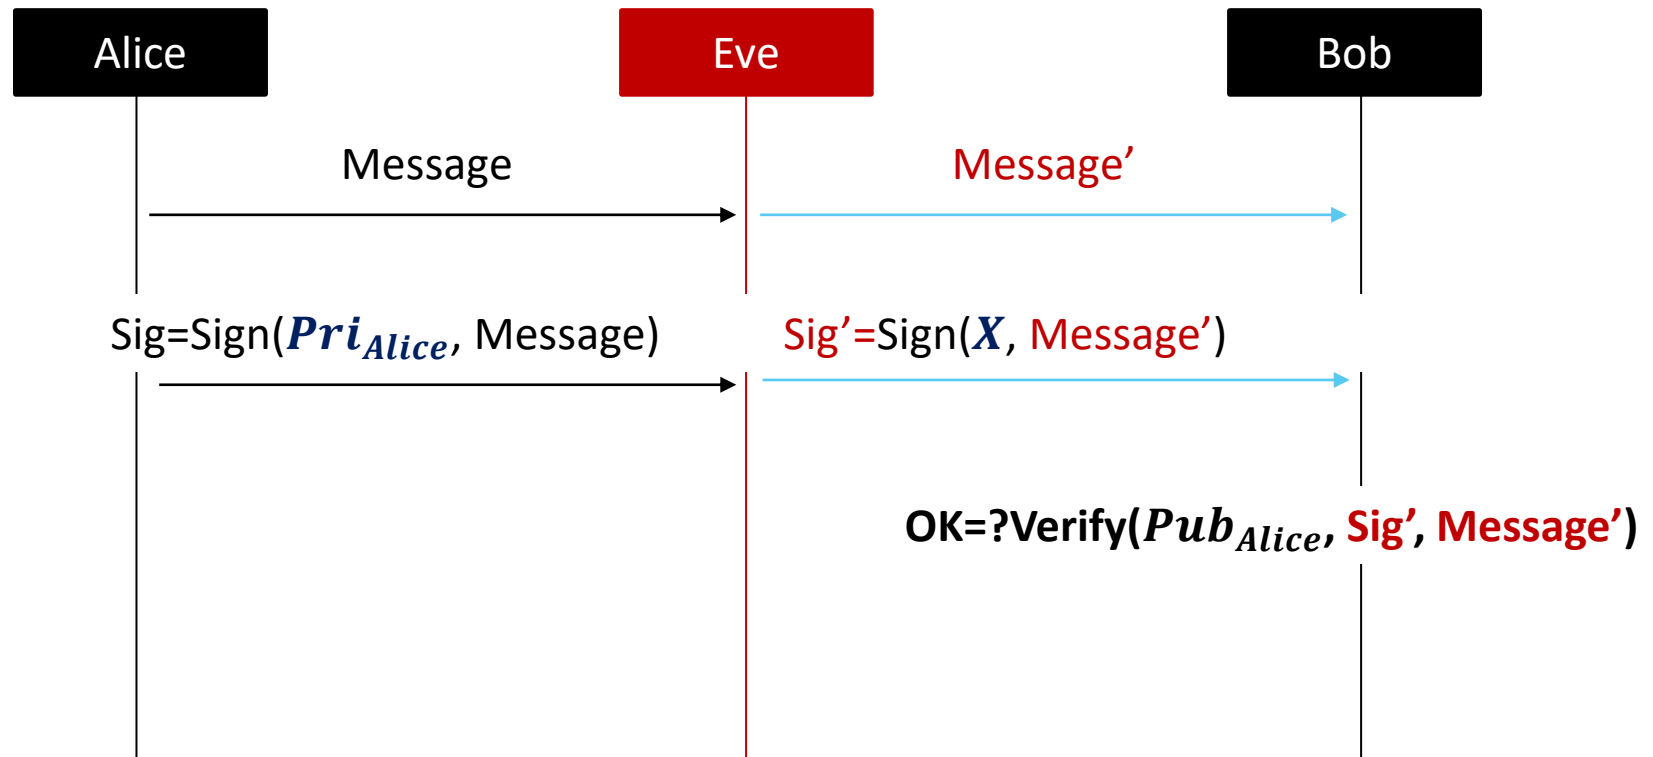 Alice Eve Bob
Message Message’
Sig=Sign(Pri_Alice, Message) Sig’=Sign(X, Message’)
OK=?Verify(Pub_Alice, Sig’, Message’)